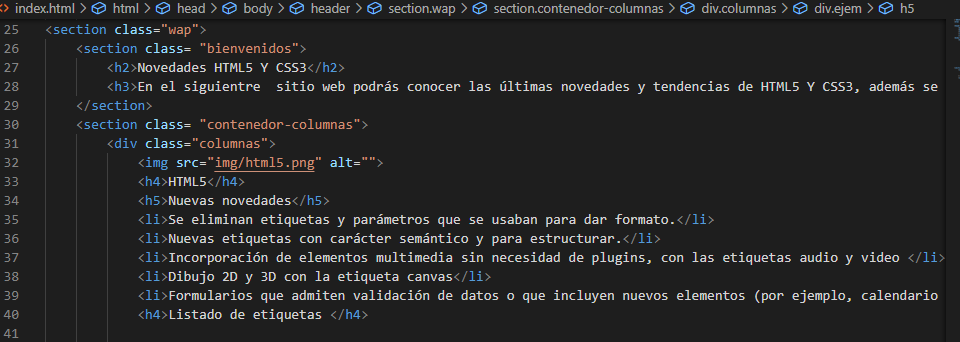 index.html > html > head > body > header > section.wap > section.contenedor-columnas > div.columnas > div.ejem > h5
25 <section class="wap">
26 <section class= "bienvenidos">
27 <h2>Novedades HTML5 Y CSS3</h2>
28 <h3>En el siguientre  sitio web podrás conocer las últimas novedades y tendencias de HTML5 Y CSS3, además se
29 </section>
30 <section class= "contenedor-columnas">
31 <div class="columnas">
32 <img src="img/html5.png" alt="">
33 <h4>HTML5</h4>
34 <h5>Nuevas novedades</h5>
35 <li>Se eliminan etiquetas y parámetros que se usaban para dar formato.</li>
36 <li>Nuevas etiquetas con carácter semántico y para estructurar.</li>
37 <li>Incorporación de elementos multimedia sin necesidad de plugins, con las etiquetas audio y video </li>
38 <li>Dibujo 2D y 3D con la etiqueta canvas</li>
39 <li>Formularios que admiten validación de datos o que incluyen nuevos elementos (por ejemplo, calendario
40 <h4>Listado de etiquetas </h4>
41